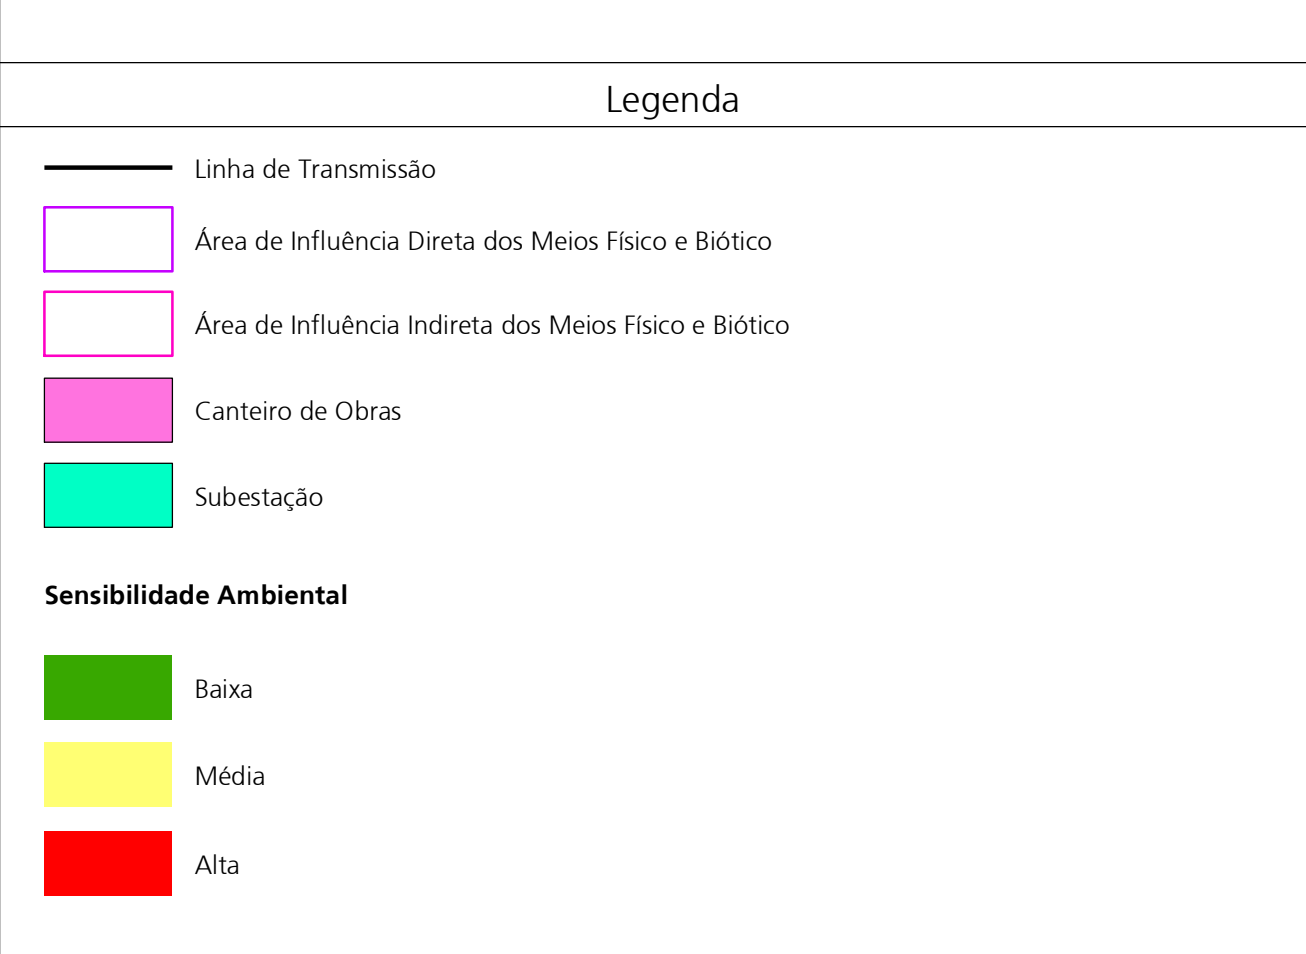 Legenda
Linha de Transmissão
Área de Influência Direta dos Meios Físico e Biótico
Área de Influência Indireta dos Meios Físico e Biótico
Canteiro de Obras
Subestação
Sensibilidade Ambiental
Baixa
Média
Alta